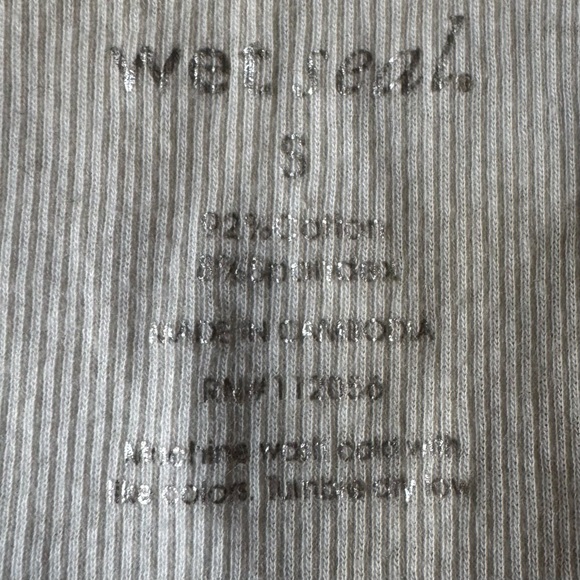 wet seal.
S
92% Cotton
8% Spandex
MADE IN CAMBODIA
RN# 112056
Machine wash cold with
like colors. Tumble dry low